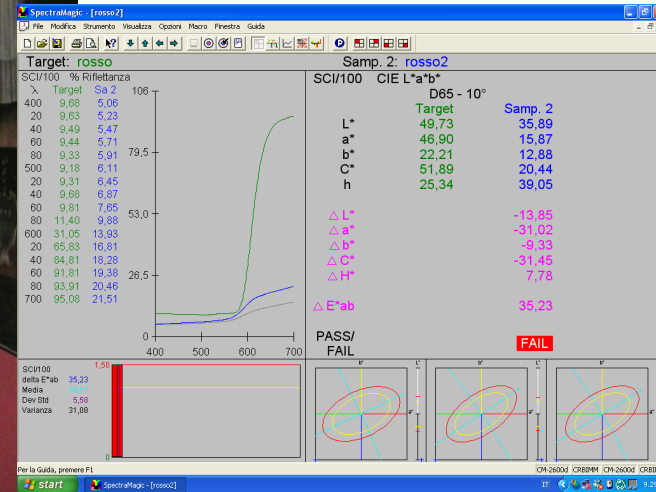 SpectraMagic - [rosso2]
File Modifica Strumento Visualizza Opzioni Macro Finestra Guida
Target: rosso
Samp. 2: rosso2
SCI/100 % Riflettanza
λ Target Sa 2
400 9,68 5,06
20 9,63 5,23
40 9,49 5,47
60 9,44 5,71
80 9,33 5,91
500 9,18 6,11
20 9,31 6,45
40 9,68 6,87
60 9,81 7,65
80 11,40 9,88
600 31,05 13,93
20 65,83 16,81
40 84,81 18,28
60 91,81 19,38
80 93,91 20,46
700 95,08 21,51
106
79,5
53,0
26,5
0
400 500 600 700
SCI/100 CIE L*a*b*
D65 - 10°
Target Samp. 2
L* 49,73 35,89
a* 46,90 15,87
b* 22,21 12,88
C* 51,89 20,44
h 25,34 39,05
△ L* -13,85
△ a* -31,02
△ b* -9,33
△ C* -31,45
△ H* 7,78
△ E*ab 35,23
PASS/
FAIL
FAIL
SCI/100
delta E*ab 35,23
Media
Dev Std 5,58
Varianza 31,08
1,50
0
b* L*
a*
b* L*
a*
b* L*
a*
Per la Guida, premere F1
CM-2600d CRBIMM CM-2600d CRBI
start
SpectraMagic - [rosso2]
IT
9.29